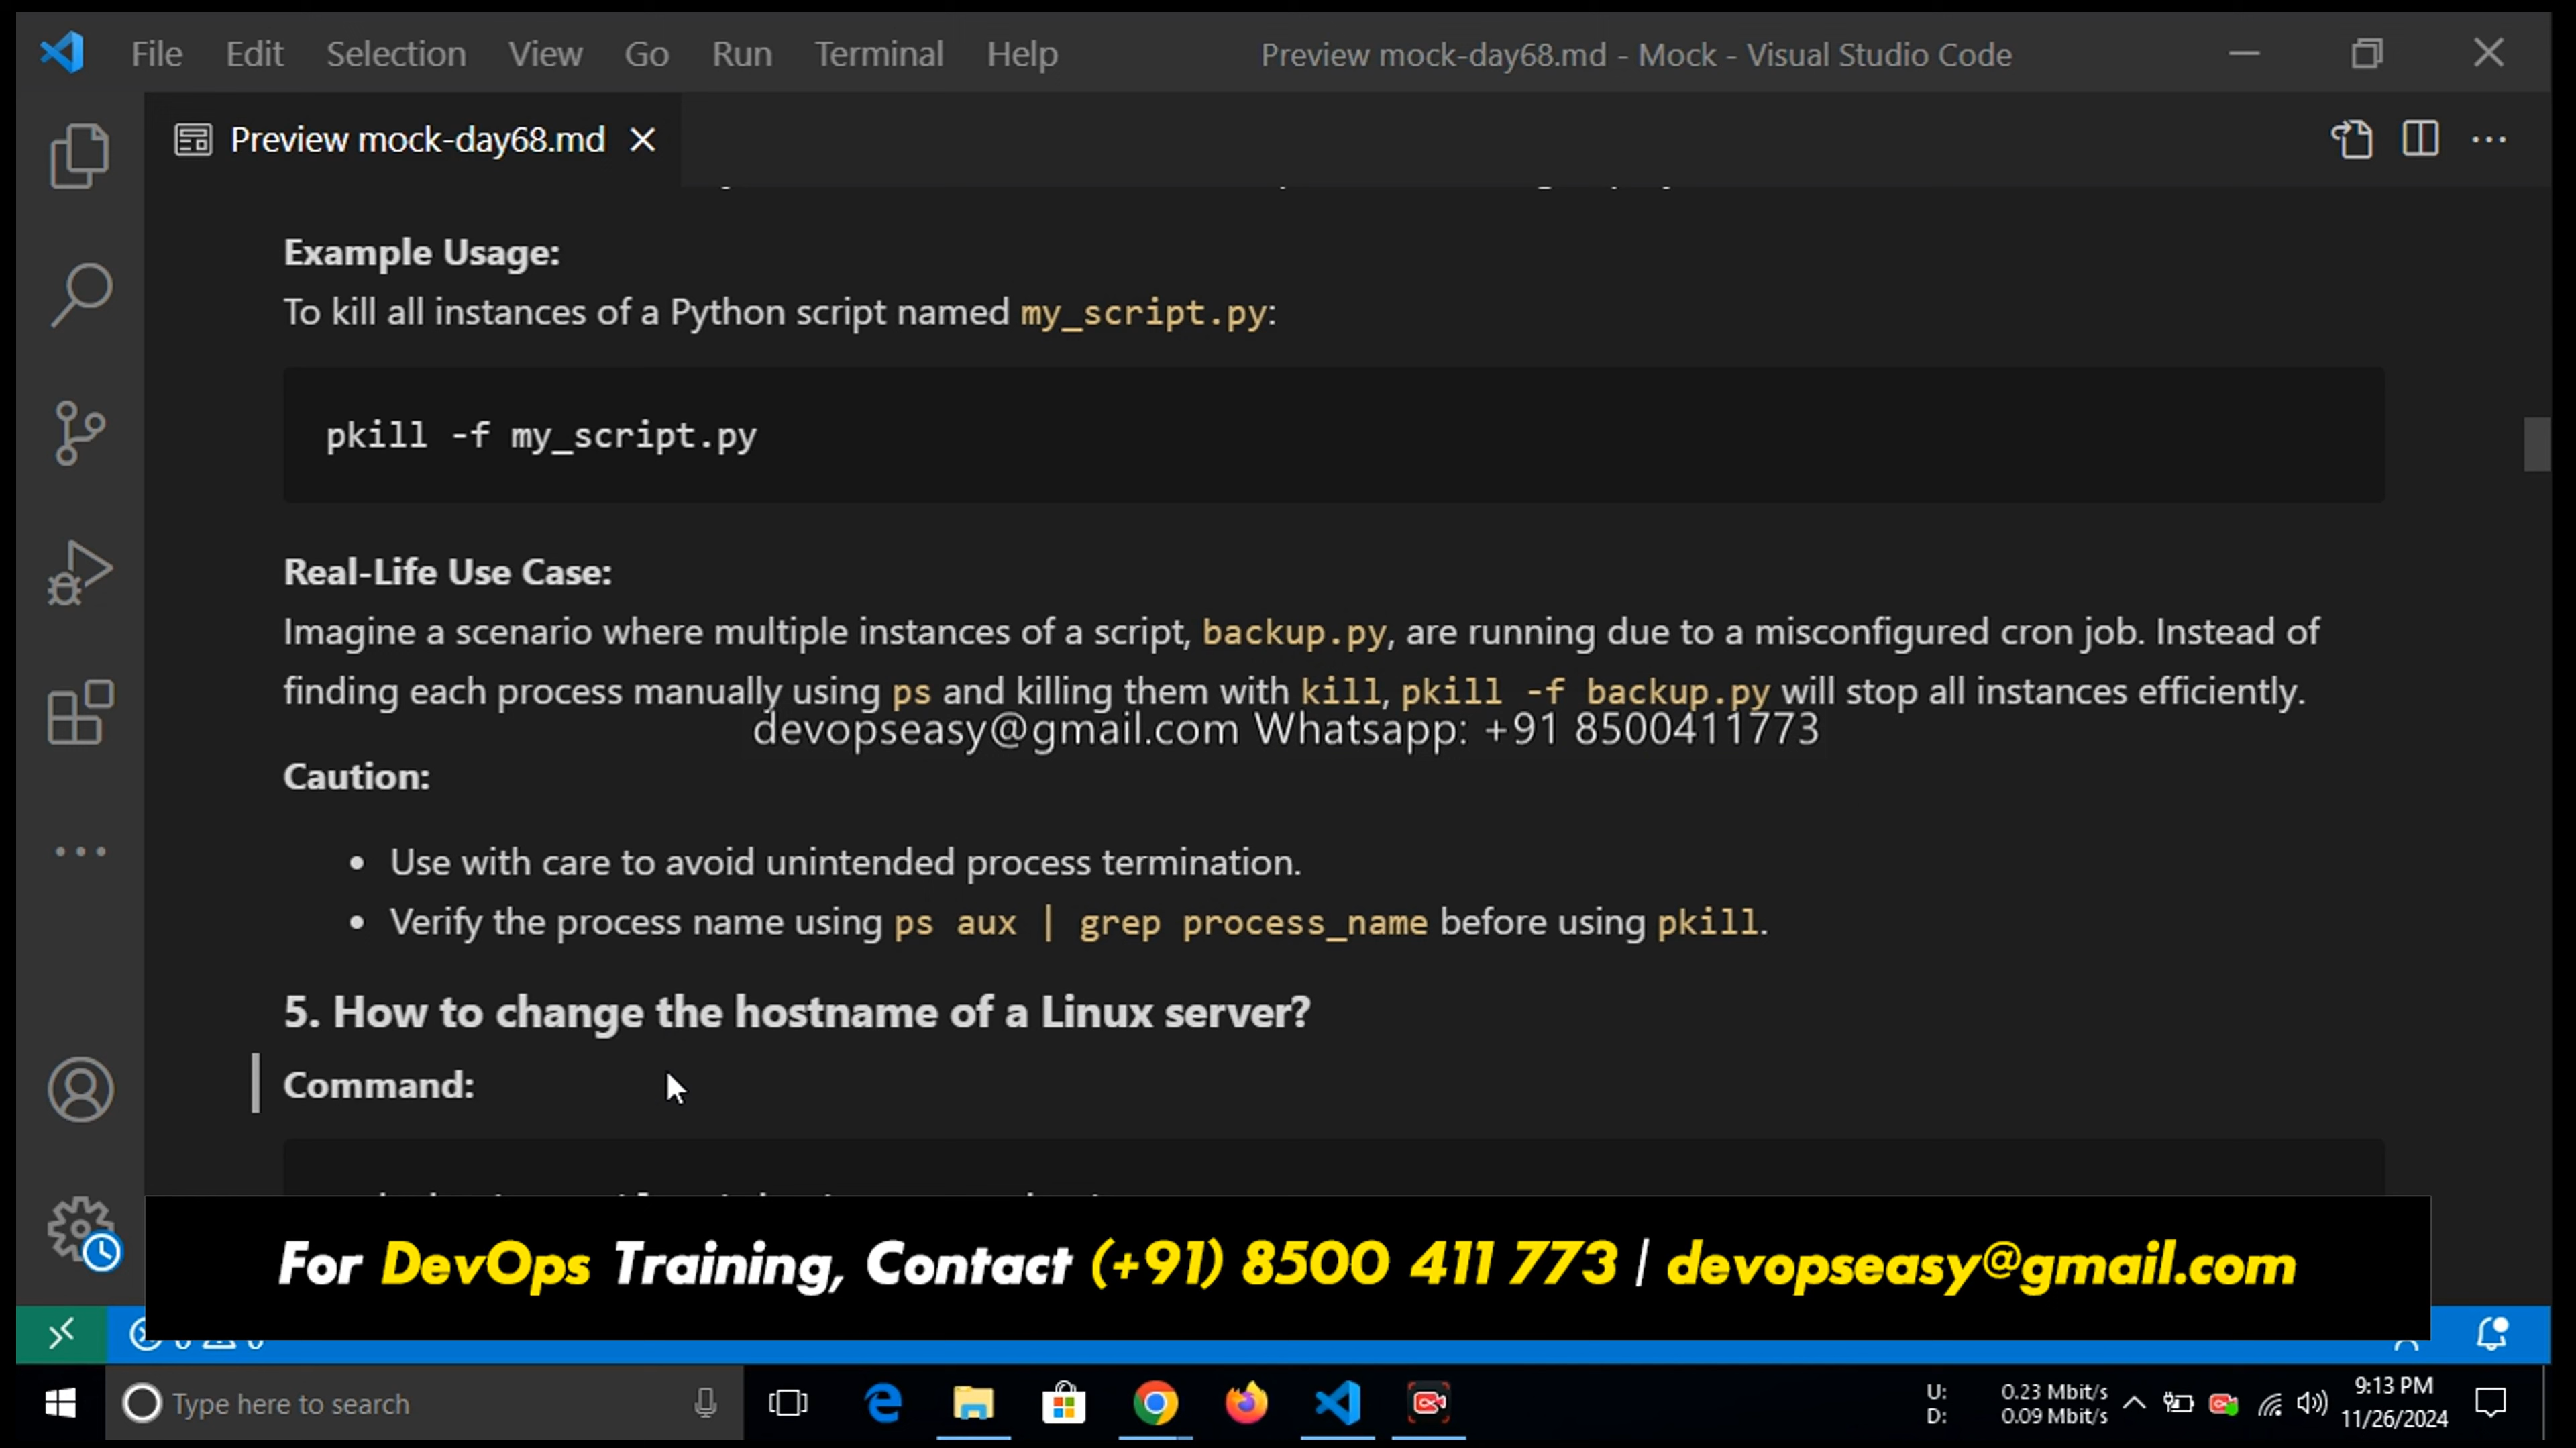 File Edit Selection View Go Run Terminal Help Preview mock-day68.md - Mock - Visual Studio Code
Preview mock-day68.md
Example Usage:
To kill all instances of a Python script named my_script.py:
pkill -f my_script.py
Real-Life Use Case:
Imagine a scenario where multiple instances of a script, backup.py, are running due to a misconfigured cron job. Instead of
finding each process manually using ps and killing them with kill, pkill -f backup.py will stop all instances efficiently.
devopseasy@gmail.com Whatsapp: +91 8500411773
Caution:
• Use with care to avoid unintended process termination.
• Verify the process name using ps aux | grep process_name before using pkill.
5. How to change the hostname of a Linux server?
Command:
For DevOps Training, Contact (+91) 8500 411 773 | devopseasy@gmail.com
Type here to search
U: 0.23 Mbit/s
D: 0.09 Mbit/s
9:13 PM
11/26/2024